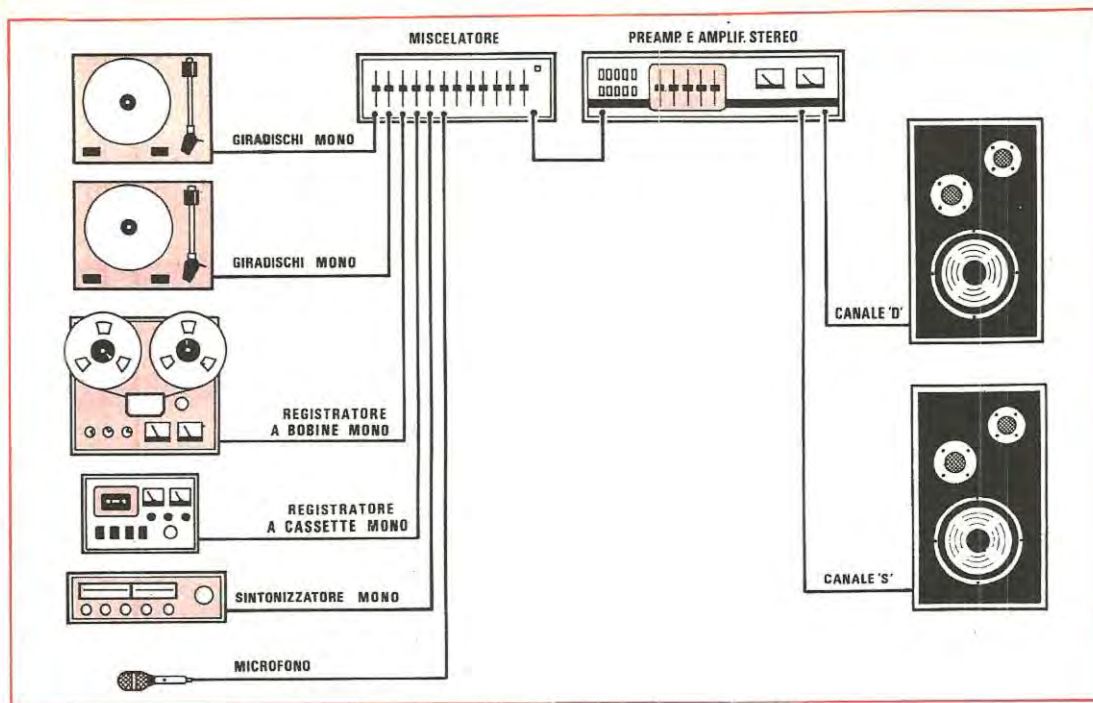 MISCELATORE
PREAMP. E AMPLIF. STEREO
GIRADISCHI MONO
GIRADISCHI MONO
CANALE 'D'
REGISTRATORE
A BOBINE MONO
REGISTRATORE
A CASSETTE MONO
CANALE 'S'
SINTONIZZATORE MONO
MICROFONO